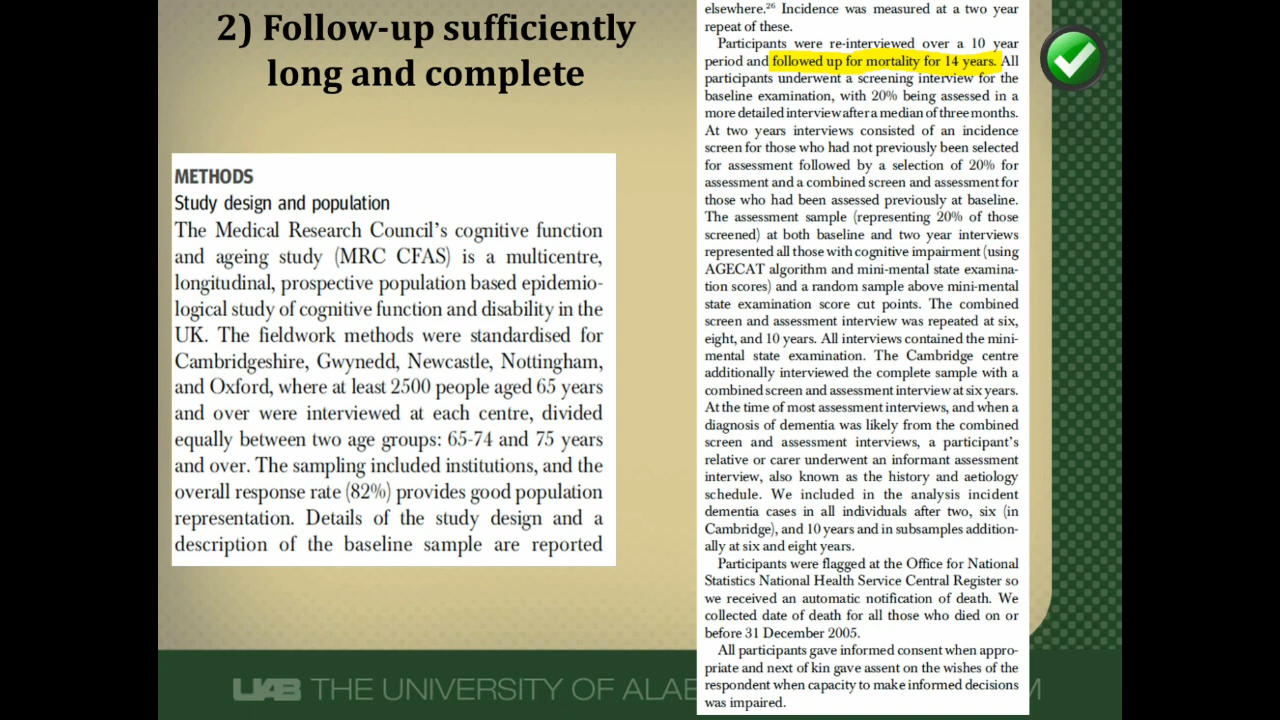 2) Follow-up sufficiently
long and complete
METHODS
Study design and population
The Medical Research Council's cognitive function
and ageing study (MRC CFAS) is a multicentre,
longitudinal, prospective population based epidemio-
logical study of cognitive function and disability in the
UK. The fieldwork methods were standardised for
Cambridgeshire, Gwynedd, Newcastle, Nottingham,
and Oxford, where at least 2500 people aged 65 years
and over were interviewed at each centre, divided
equally between two age groups: 65-74 and 75 years
and over. The sampling included institutions, and the
overall response rate (82%) provides good population
representation. Details of the study design and a
description of the baseline sample are reported
elsewhere.²⁶ Incidence was measured at a two year
repeat of these.
Participants were re-interviewed over a 10 year
period and followed up for mortality for 14 years. All
participants underwent a screening interview for the
baseline examination, with 20% being assessed in a
more detailed interview after a median of three months.
At two years interviews consisted of an incidence
screen for those who had not previously been selected
for assessment followed by a selection of 20% for
assessment and a combined screen and assessment for
those who had been assessed previously at baseline.
The assessment sample (representing 20% of those
screened) at both baseline and two year interviews
represented all those with cognitive impairment (using
AGECAT algorithm and mini-mental state examina-
tion scores) and a random sample above mini-mental
state examination score cut points. The combined
screen and assessment interview was repeated at six,
eight, and 10 years. All interviews contained the mini-
mental state examination. The Cambridge centre
additionally interviewed the complete sample with a
combined screen and assessment interview at six years.
At the time of most assessment interviews, and when a
diagnosis of dementia was likely from the combined
screen and assessment interviews, a participant's
relative or carer underwent an informant assessment
interview, also known as the history and aetiology
schedule. We included in the analysis incident
dementia cases in all individuals after two, six (in
Cambridge), and 10 years and in subsamples addition-
ally at six and eight years.
Participants were flagged at the Office for National
Statistics National Health Service Central Register so
we received an automatic notification of death. We
collected date of death for all those who died on or
before 31 December 2005.
All participants gave informed consent when appro-
priate and next of kin gave assent on the wishes of the
respondent when capacity to make informed decisions
was impaired.
UAB THE UNIVERSITY OF ALA